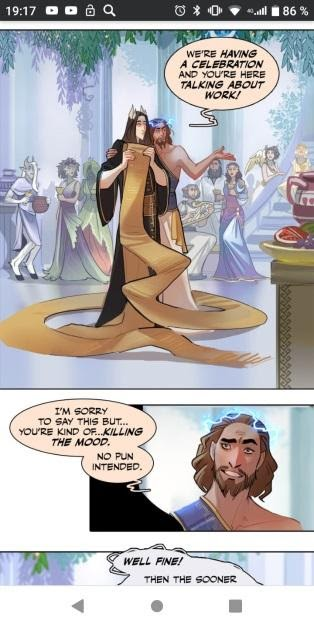 19:17
4G
86 %
WE'RE HAVING
A CELEBRATION
AND YOU'RE HERE
TALKING ABOUT
WORK!
I'M SORRY
TO SAY THIS BUT...
YOU'RE KIND OF...KILLING
THE MOOD.
NO PUN
INTENDED.
WELL FINE!
THEN THE SOONER